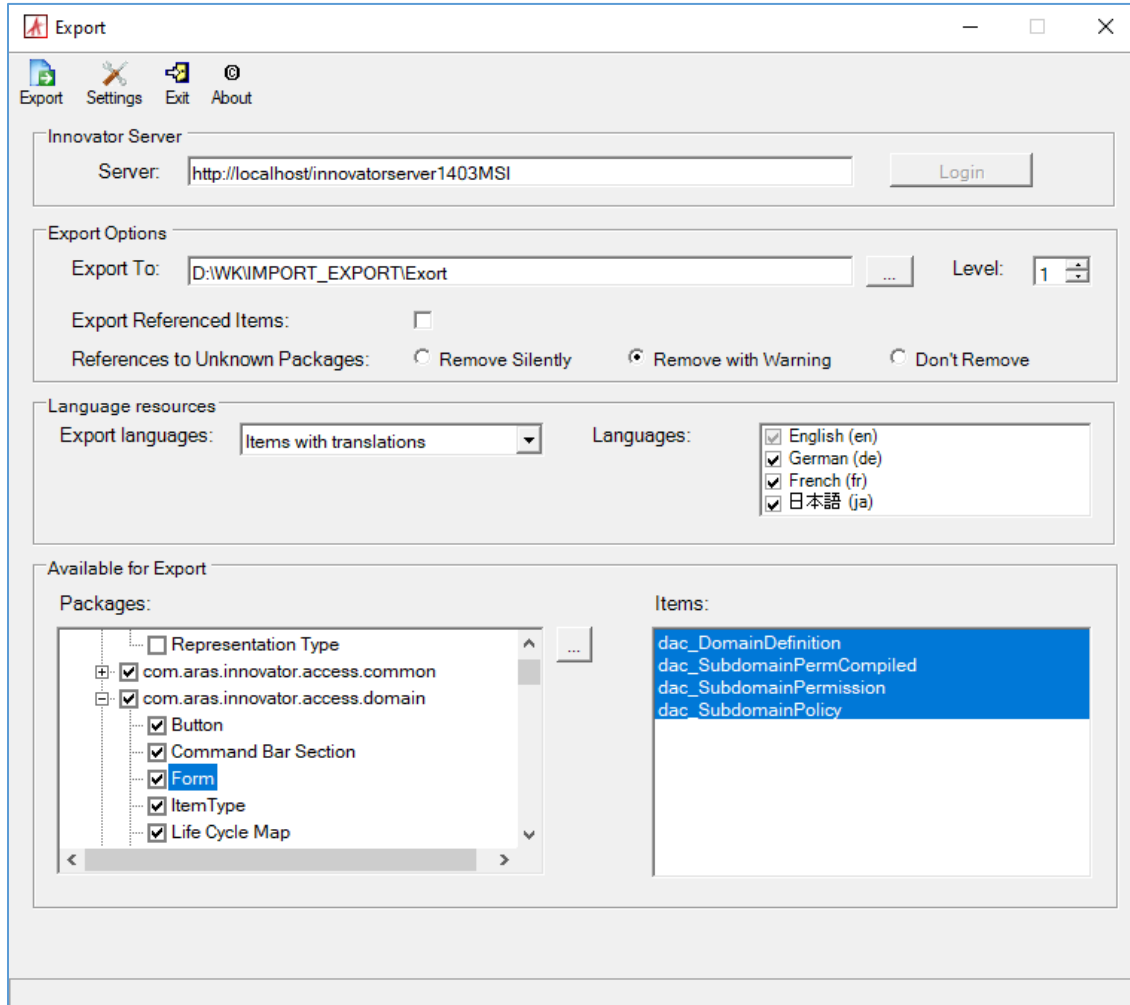 Export
Export Settings Exit About
Innovator Server
Server: http://localhost/innovatorserver1403MSI Login
Export Options
Export To: D:\WK\IMPORT_EXPORT\Exort ... Level: 1
Export Referenced Items:
References to Unknown Packages: Remove Silently Remove with Warning Don't Remove
Language resources
Export languages: Items with translations Languages: English (en)
German (de)
French (fr)
日本語 (ja)
Available for Export
Packages: Items:
Representation Type ... dac_DomainDefinition
com.aras.innovator.access.common dac_SubdomainPermCompiled
com.aras.innovator.access.domain dac_SubdomainPermission
Button dac_SubdomainPolicy
Command Bar Section
Form
ItemType
Life Cycle Map